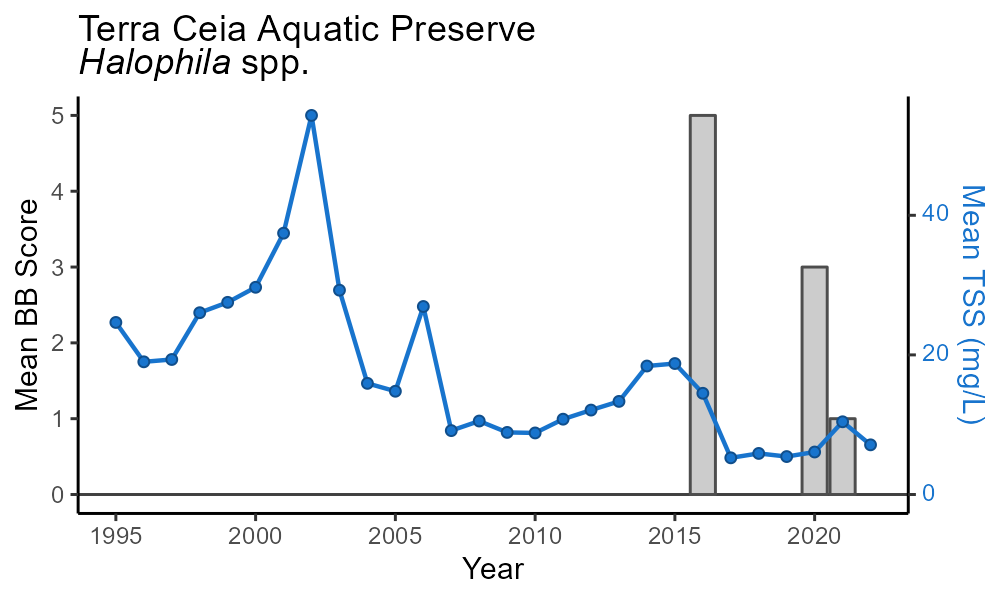 Terra Ceia Aquatic Preserve
Halophila spp.
5
4
3
2
1
0
Mean BB Score
40
20
0
Mean TSS (mg/L)
1995 2000 2005 2010 2015 2020
Year